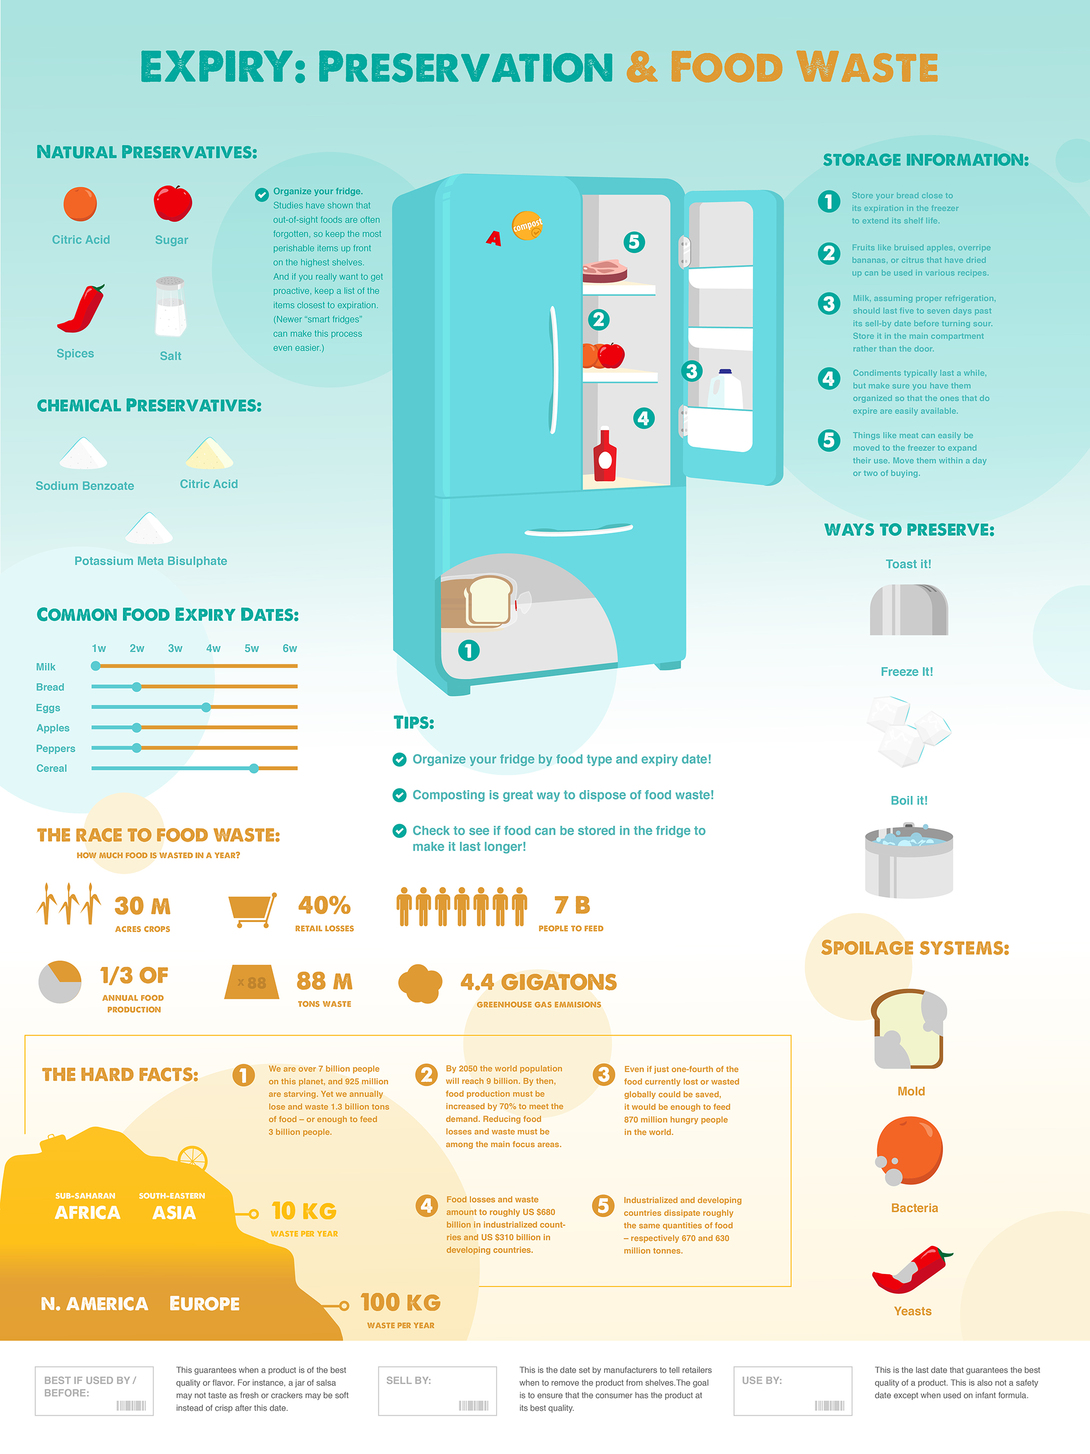 EXPIRY: PRESERVATION & FOOD WASTE
NATURAL PRESERVATIVES:
Citric Acid
Sugar
Spices
Salt
Organize your fridge.
Studies have shown that
out-of-sight foods are often
forgotten, so keep the most
perishable items up front
on the highest shelves.
And if you really want to get
proactive, keep a list of the
items closest to expiration.
(Newer “smart fridges”
can make this process
even easier.)
CHEMICAL PRESERVATIVES:
Sodium Benzoate
Citric Acid
Potassium Meta Bisulphate
COMMON FOOD EXPIRY DATES:
1w 2w 3w 4w 5w 6w
Milk
Bread
Eggs
Apples
Peppers
Cereal
A
compost
5
2
3
4
1
STORAGE INFORMATION:
1 Store your bread close to
its expiration in the freezer
to extend its shelf life.
2 Fruits like bruised apples, overripe
bananas, or citrus that have dried
up can be used in various recipes.
3 Milk, assuming proper refrigeration,
should last five to seven days past
its sell-by date before turning sour.
Store it in the main compartment
rather than the door.
4 Condiments typically last a while,
but make sure you have them
organized so that the ones that do
expire are easily available.
5 Things like meat can easily be
moved to the freezer to expand
their use. Move them within a day
or two of buying.
WAYS TO PRESERVE:
Toast it!
Freeze It!
Boil it!
TIPS:
Organize your fridge by food type and expiry date!
Composting is great way to dispose of food waste!
Check to see if food can be stored in the fridge to
make it last longer!
THE RACE TO FOOD WASTE:
HOW MUCH FOOD IS WASTED IN A YEAR?
30 M
ACRES CROPS
40%
RETAIL LOSSES
7 B
PEOPLE TO FEED
1/3 OF
ANNUAL FOOD
PRODUCTION
x 88
88 M
TONS WASTE
4.4 GIGATONS
GREENHOUSE GAS EMMISIONS
SPOILAGE SYSTEMS:
Mold
Bacteria
Yeasts
THE HARD FACTS:
1 We are over 7 billion people
on this planet, and 925 million
are starving. Yet we annually
lose and waste 1.3 billion tons
of food – or enough to feed
3 billion people.
2 By 2050 the world population
will reach 9 billion. By then,
food production must be
increased by 70% to meet the
demand. Reducing food
losses and waste must be
among the main focus areas.
3 Even if just one-fourth of the
food currently lost or wasted
globally could be saved,
it would be enough to feed
870 million hungry people
in the world.
4 Food losses and waste
amount to roughly US $680
billion in industrialized count-
ries and US $310 billion in
developing countries.
5 Industrialized and developing
countries dissipate roughly
the same quantities of food
– respectively 670 and 630
million tonnes.
SUB-SAHARAN
AFRICA
SOUTH-EASTERN
ASIA
10 KG
WASTE PER YEAR
N. AMERICA EUROPE
100 KG
WASTE PER YEAR
BEST IF USED BY /
BEFORE:
This guarantees when a product is of the best
quality or flavor. For instance, a jar of salsa
may not taste as fresh or crackers may be soft
instead of crisp after this date.
SELL BY:
This is the date set by manufacturers to tell retailers
when to remove the product from shelves.The goal
is to ensure that the consumer has the product at
its best quality.
USE BY:
This is the last date that guarantees the best
quality of a product. This is also not a safety
date except when used on infant formula.